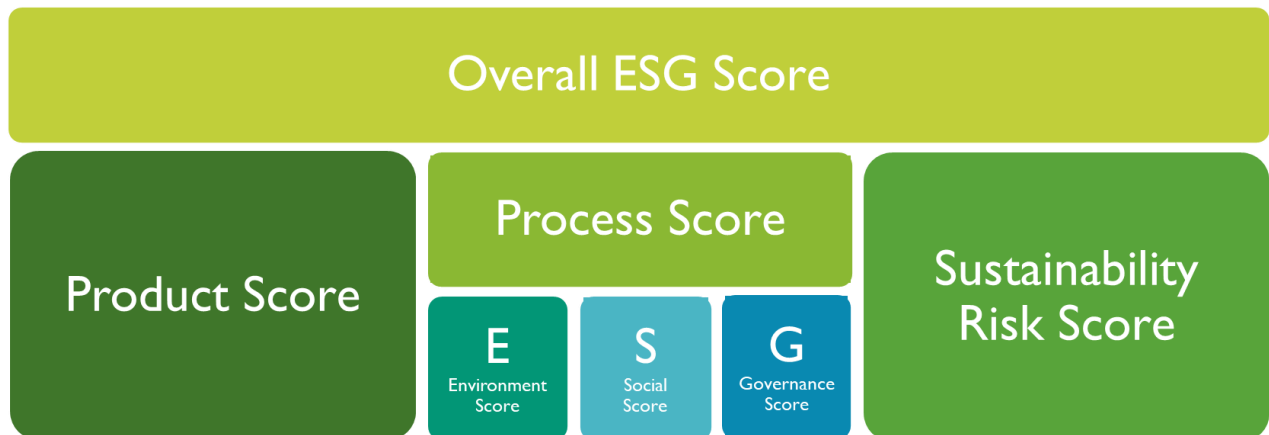 Overall ESG Score
Product Score
Process Score
E
Environment
Score
S
Social
Score
G
Governance
Score
Sustainability
Risk Score